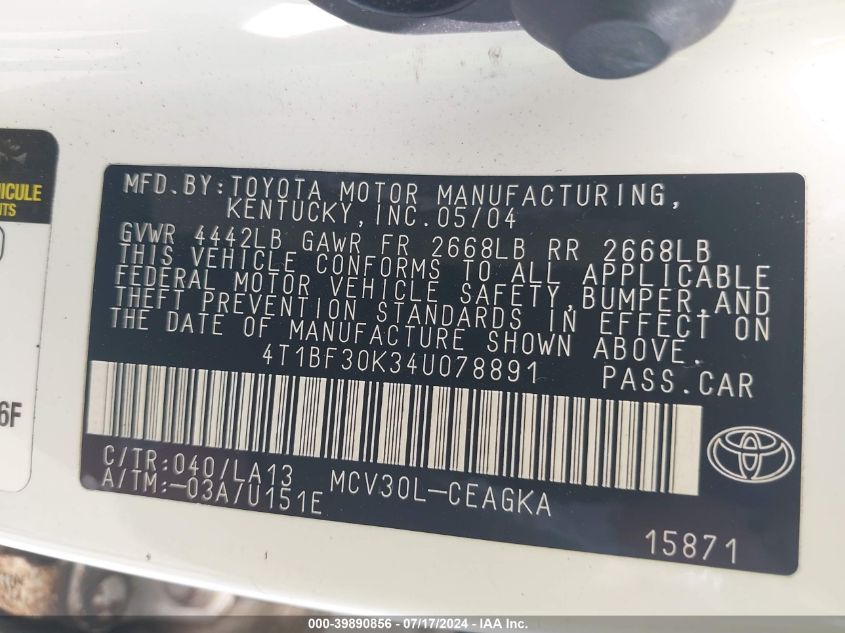 HICULE
NTS
6F
MFD.BY:TOYOTA MOTOR MANUFACTURING,
KENTUCKY,INC.05/04
GVWR 4442LB GAWR FR 2668LB RR 2668LB
THIS VEHICLE CONFORMS TO ALL APPLICABLE
FEDERAL MOTOR VEHICLE SAFETY,BUMPER,AND
THEFT PREVENTION STANDARDS IN EFFECT ON
THE DATE OF MANUFACTURE SHOWN ABOVE.
4T1BF30K34U078891 PASS.CAR
C/TR:040/LA13
A/TM:-03A/U151E
MCV30L-CEAGKA
15871
000-39890856 - 07/17/2024 - IAA Inc.